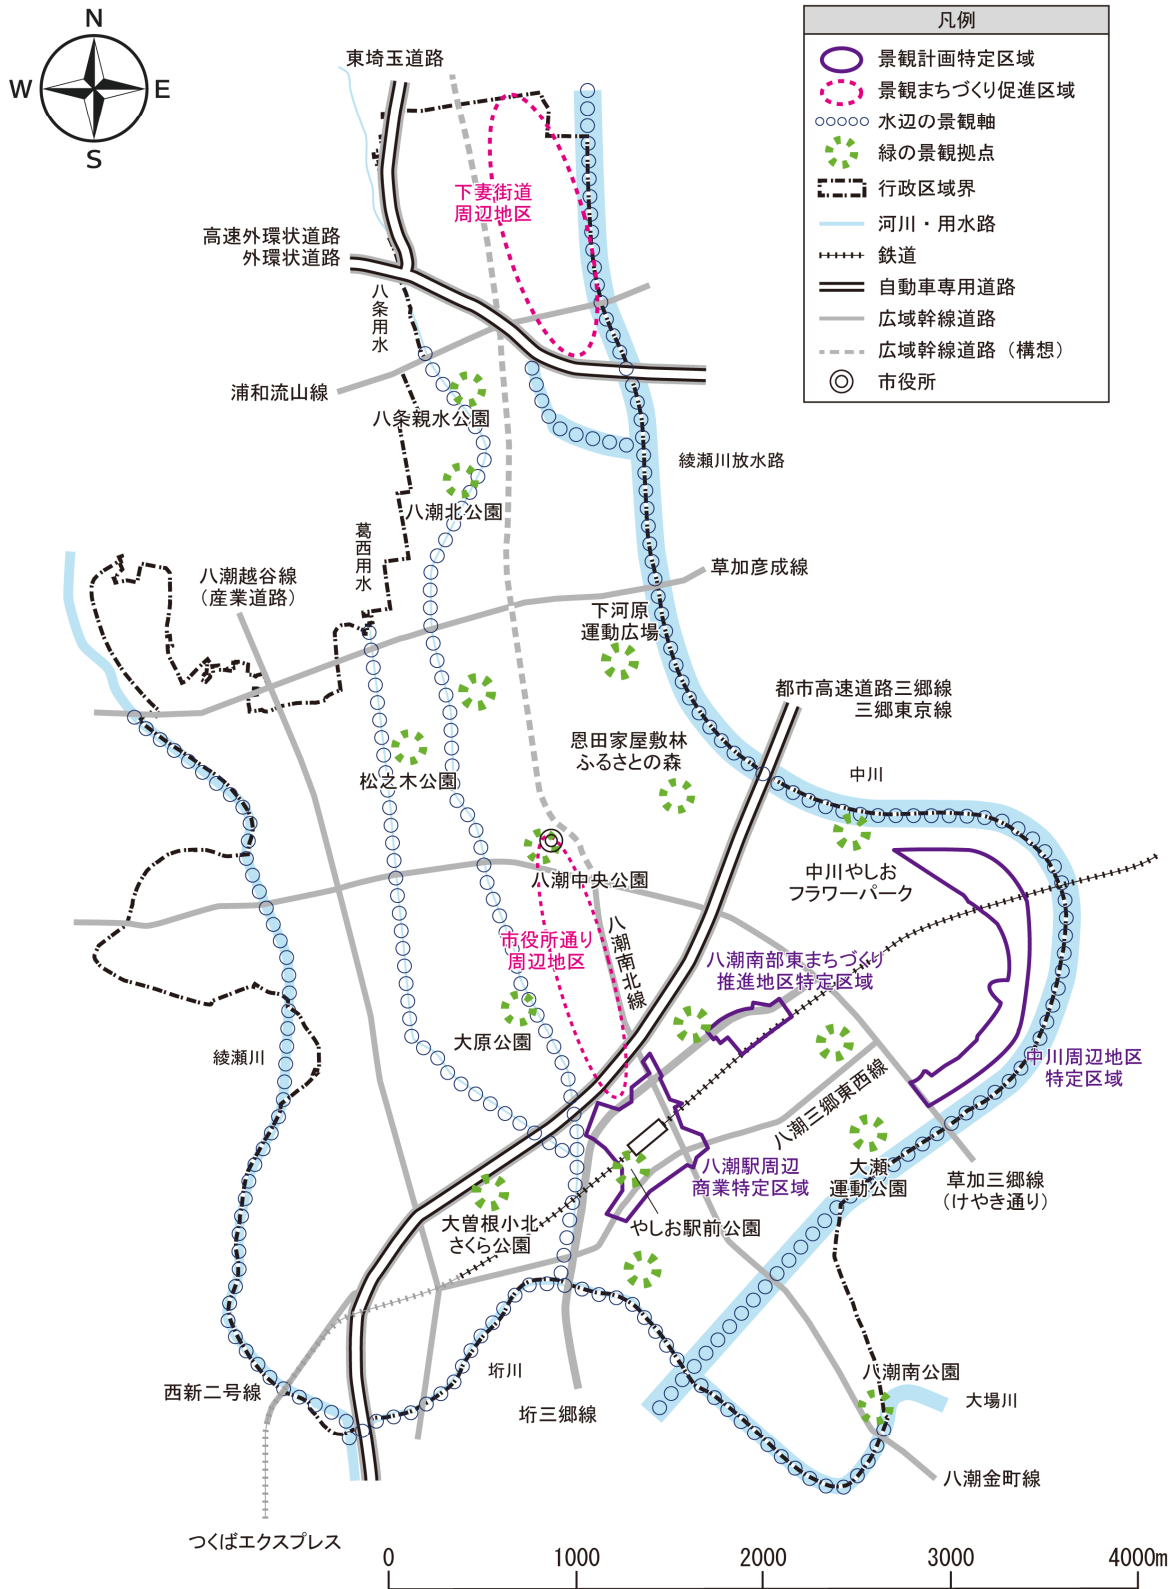 N
W
E
S
凡例
景観計画特定区域
景観まちづくり促進区域
水辺の景観軸
緑の景観拠点
行政区域界
河川・用水路
鉄道
自動車専用道路
広域幹線道路
広域幹線道路（構想）
市役所
東埼玉道路
下妻街道
周辺地区
高速外環状道路
外環状道路
八条用水
浦和流山線
八条親水公園
綾瀬川放水路
八潮北公園
葛西用水
八潮越谷線
（産業道路）
草加彦成線
下河原
運動広場
都市高速道路三郷線
三郷東京線
恩田家屋敷林
ふるさとの森
松之木公園
中川
中川やしお
フラワーパーク
八潮中央公園
市役所通り
周辺地区
八潮南北線
八潮南部東まちづくり
推進地区特定区域
大原公園
綾瀬川
中川周辺地区
特定区域
八潮三郷東西線
八潮駅周辺
商業特定区域
大瀬
運動公園
草加三郷線
（けやき通り）
大曽根小北
さくら公園
やしお駅前公園
垳川
八潮南公園
大場川
西新二号線
垳三郷線
八潮金町線
つくばエクスプレス
0
1000
2000
3000
4000m